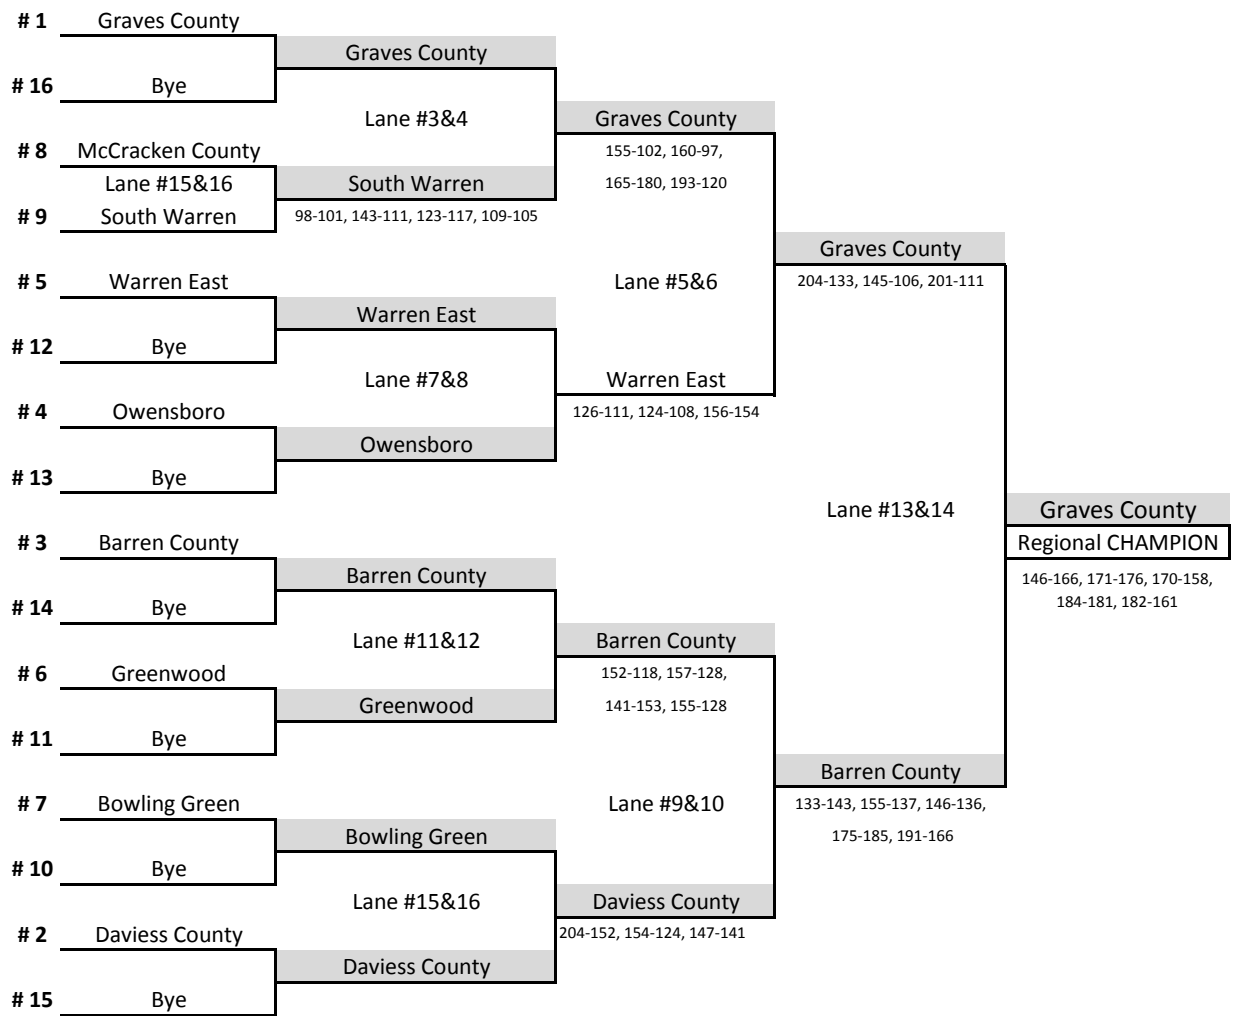 # 1 Graves County
Graves County
# 16 Bye
Lane #3&4
Graves County
# 8 McCracken County
155-102, 160-97,
Lane #15&16
South Warren
165-180, 193-120
# 9 South Warren
98-101, 143-111, 123-117, 109-105
Graves County
# 5 Warren East
Lane #5&6
204-133, 145-106, 201-111
Warren East
# 12 Bye
Lane #7&8
Warren East
# 4 Owensboro
126-111, 124-108, 156-154
Owensboro
# 13 Bye
Lane #13&14
Graves County
# 3 Barren County
Regional CHAMPION
Barren County
146-166, 171-176, 170-158,
184-181, 182-161
# 14 Bye
Lane #11&12
Barren County
# 6 Greenwood
152-118, 157-128,
Greenwood
141-153, 155-128
# 11 Bye
Barren County
# 7 Bowling Green
Lane #9&10
133-143, 155-137, 146-136,
Bowling Green
175-185, 191-166
# 10 Bye
Lane #15&16
Daviess County
# 2 Daviess County
204-152, 154-124, 147-141
Daviess County
# 15 Bye